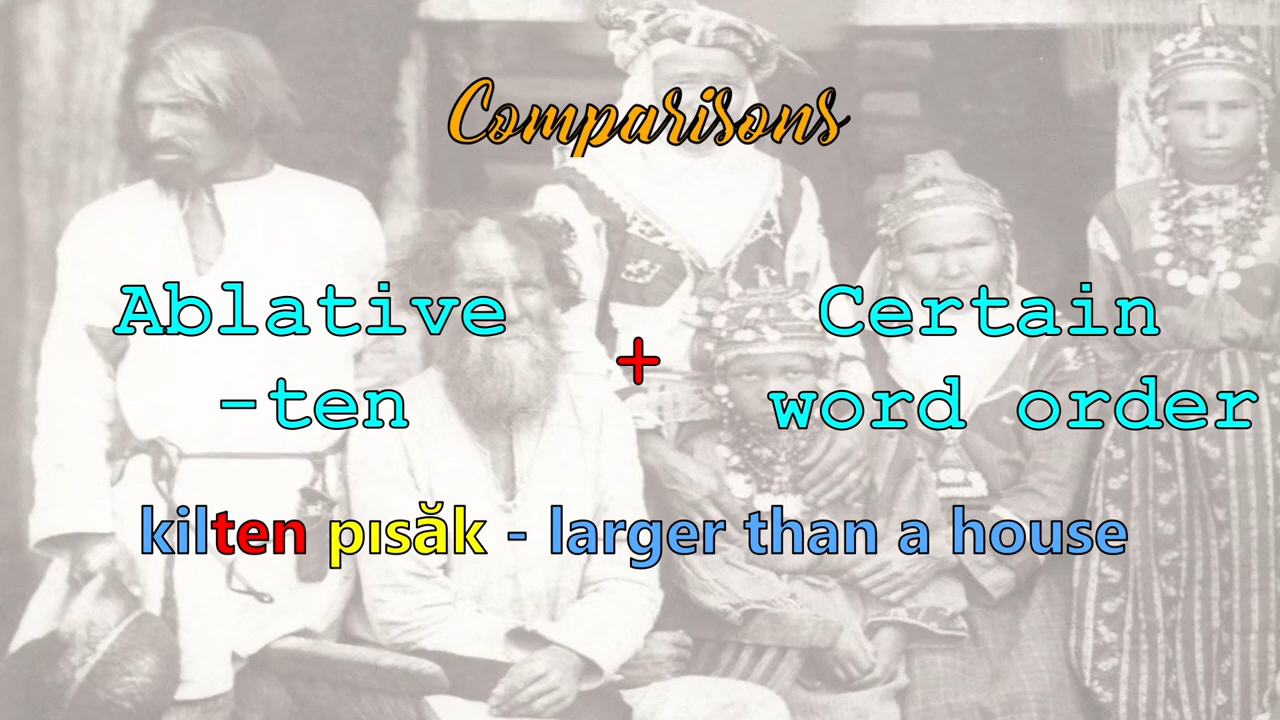 Comparisons
Ablative
-ten
+
Certain
word order
kilten pısăk - larger than a house